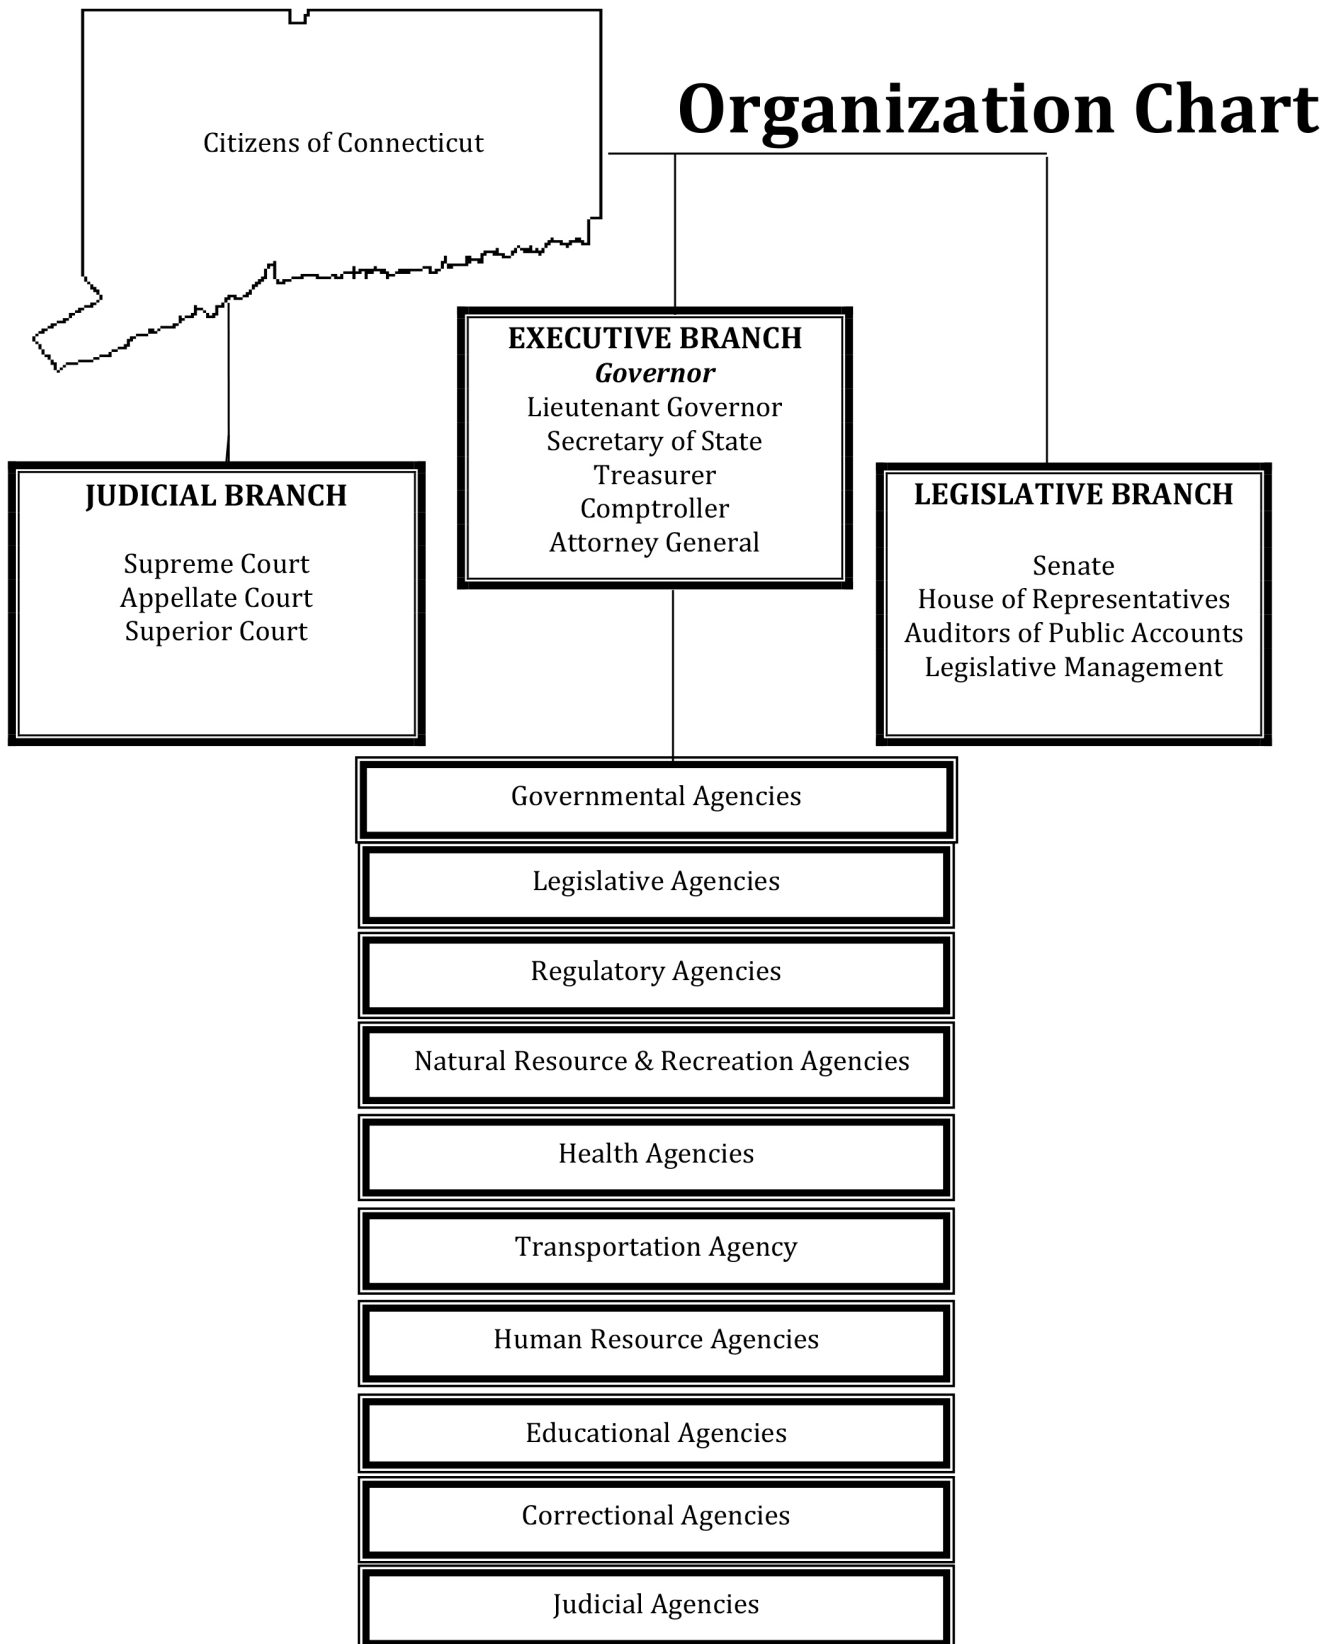 Organization Chart
Citizens of Connecticut
EXECUTIVE BRANCH
Governor
Lieutenant Governor
Secretary of State
Treasurer
Comptroller
Attorney General
JUDICIAL BRANCH
Supreme Court
Appellate Court
Superior Court
LEGISLATIVE BRANCH
Senate
House of Representatives
Auditors of Public Accounts
Legislative Management
Governmental Agencies
Legislative Agencies
Regulatory Agencies
Natural Resource & Recreation Agencies
Health Agencies
Transportation Agency
Human Resource Agencies
Educational Agencies
Correctional Agencies
Judicial Agencies